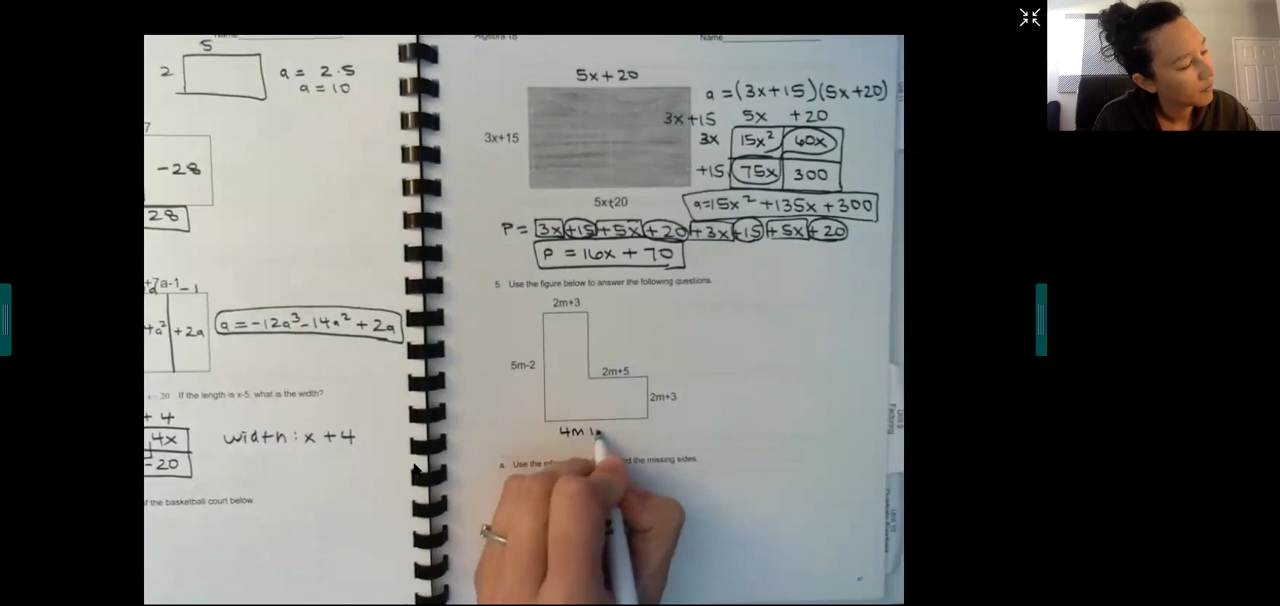 5
2
a = 2.5
a = 10
7
-28
28
+7a-1
-1
+2a
a = -12a³-14a² + 2a
- 20 If the length is x-5, what is the width?
+ 4
4x
-20
width: x + 4
f the basketball court below
Algebra 1b
Name
5x+20
3x+15
5x+20
a = (3x+15)(5x+20)
3x+15 5x +20
3x 15x² 60x
+15 75x 300
a=15x² +135x + 300
P = 3x+15+5x+20+3x+15+5x+20
P = 16x + 70
5. Use the figure below to answer the following questions.
2m+3
5m-2
2m+5
2m+3
4m
a. Use the
d the missing sides.